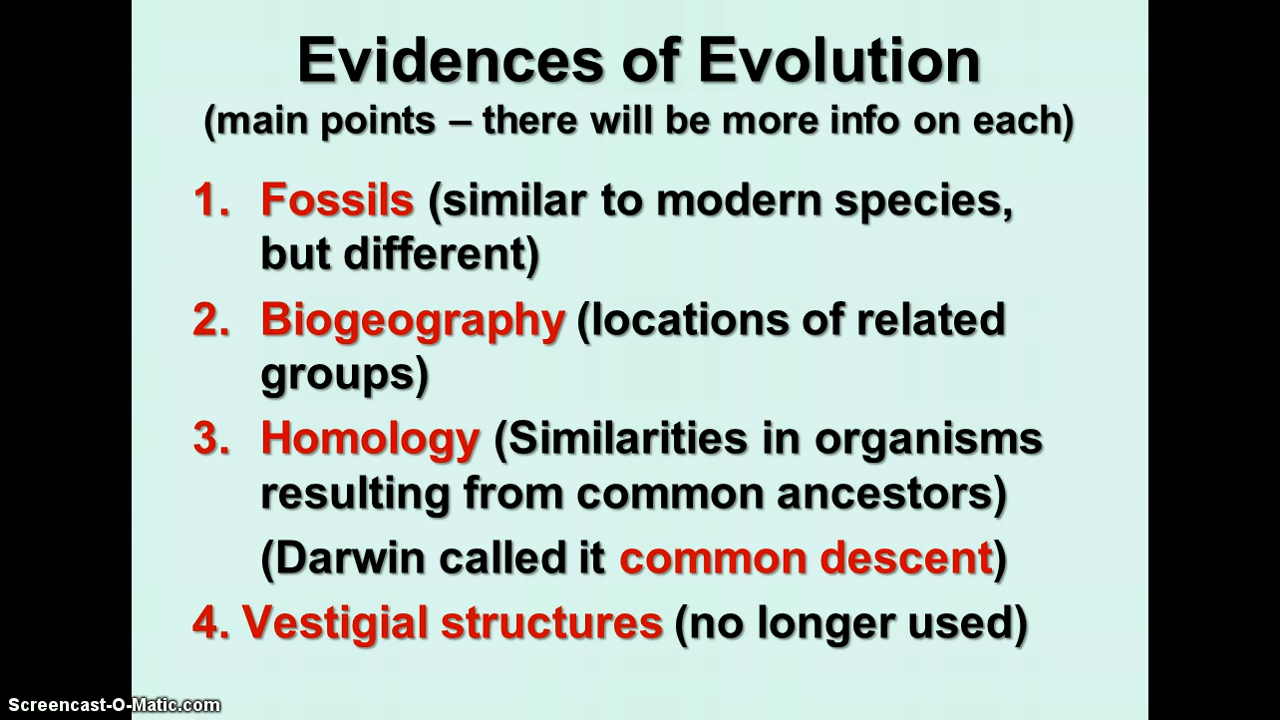 Evidences of Evolution
(main points – there will be more info on each)
1. Fossils (similar to modern species,
but different)
2. Biogeography (locations of related
groups)
3. Homology (Similarities in organisms
resulting from common ancestors)
(Darwin called it common descent)
4. Vestigial structures (no longer used)
Screencast-O-Matic.com